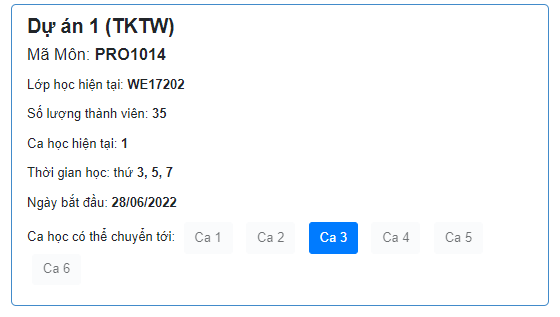 Dự án 1 (TKTW)
Mã Môn: PRO1014
Lớp học hiện tại: WE17202
Số lượng thành viên: 35
Ca học hiện tại: 1
Thời gian học: thứ 3, 5, 7
Ngày bắt đầu: 28/06/2022
Ca học có thể chuyển tới: Ca 1 Ca 2 Ca 3 Ca 4 Ca 5
Ca 6